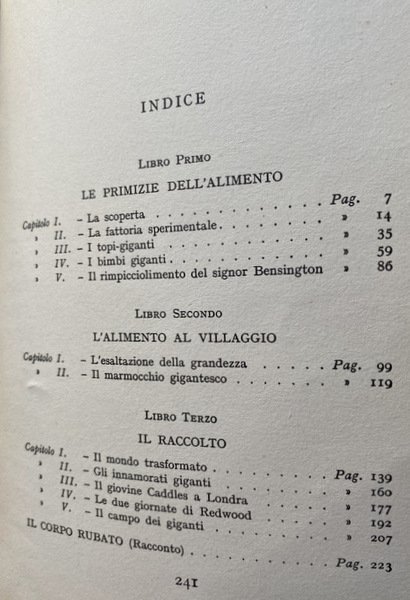 INDICE
LIBRO PRIMO
LE PRIMIZIE DELL'ALIMENTO
Capitolo I. - La scoperta . . . . . . . . . . . . Pag. 7
» II. - La fattoria sperimentale. . . . . . . . » 14
» III. - I topi-giganti . . . . . . . . . . . » 35
» IV. - I bimbi giganti. . . . . . . . . . . » 59
» V. - Il rimpicciolimento del signor Bensington » 86
LIBRO SECONDO
L'ALIMENTO AL VILLAGGIO
Capitolo I. - L'esaltazione della grandezza . . . . . Pag. 99
» II. - Il marmocchio gigantesco . . . . . . » 119
LIBRO TERZO
IL RACCOLTO
Capitolo I. - Il mondo trasformato . . . . . . . Pag. 139
» II. - Gli innamorati giganti . . . . . . . » 160
» III. - Il giovine Caddles a Londra . . . . . » 177
» IV. - Le due giornate di Redwood . . . . . » 192
» V. - Il campo dei giganti . . . . . . . . » 207
IL CORPO RUBATO (Racconto) . . . . . . . . Pag. 223
241